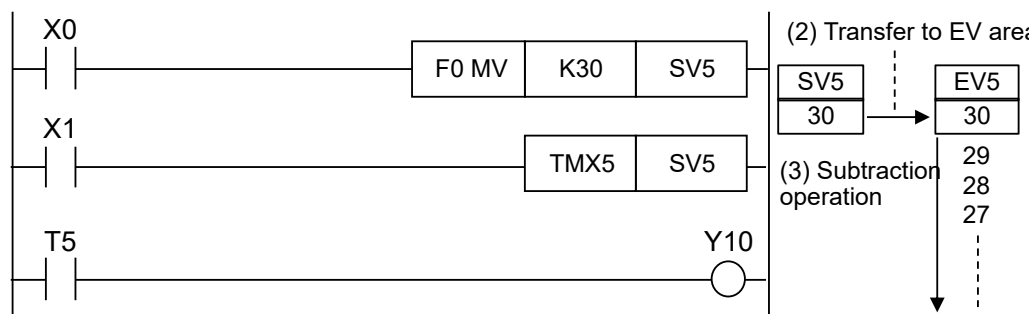 X0
F0 MV K30 SV5
(2) Transfer to EV area
SV5 EV5
30 30
X1
TMX5 SV5
(3) Subtraction
operation
29
28
27
T5
Y10